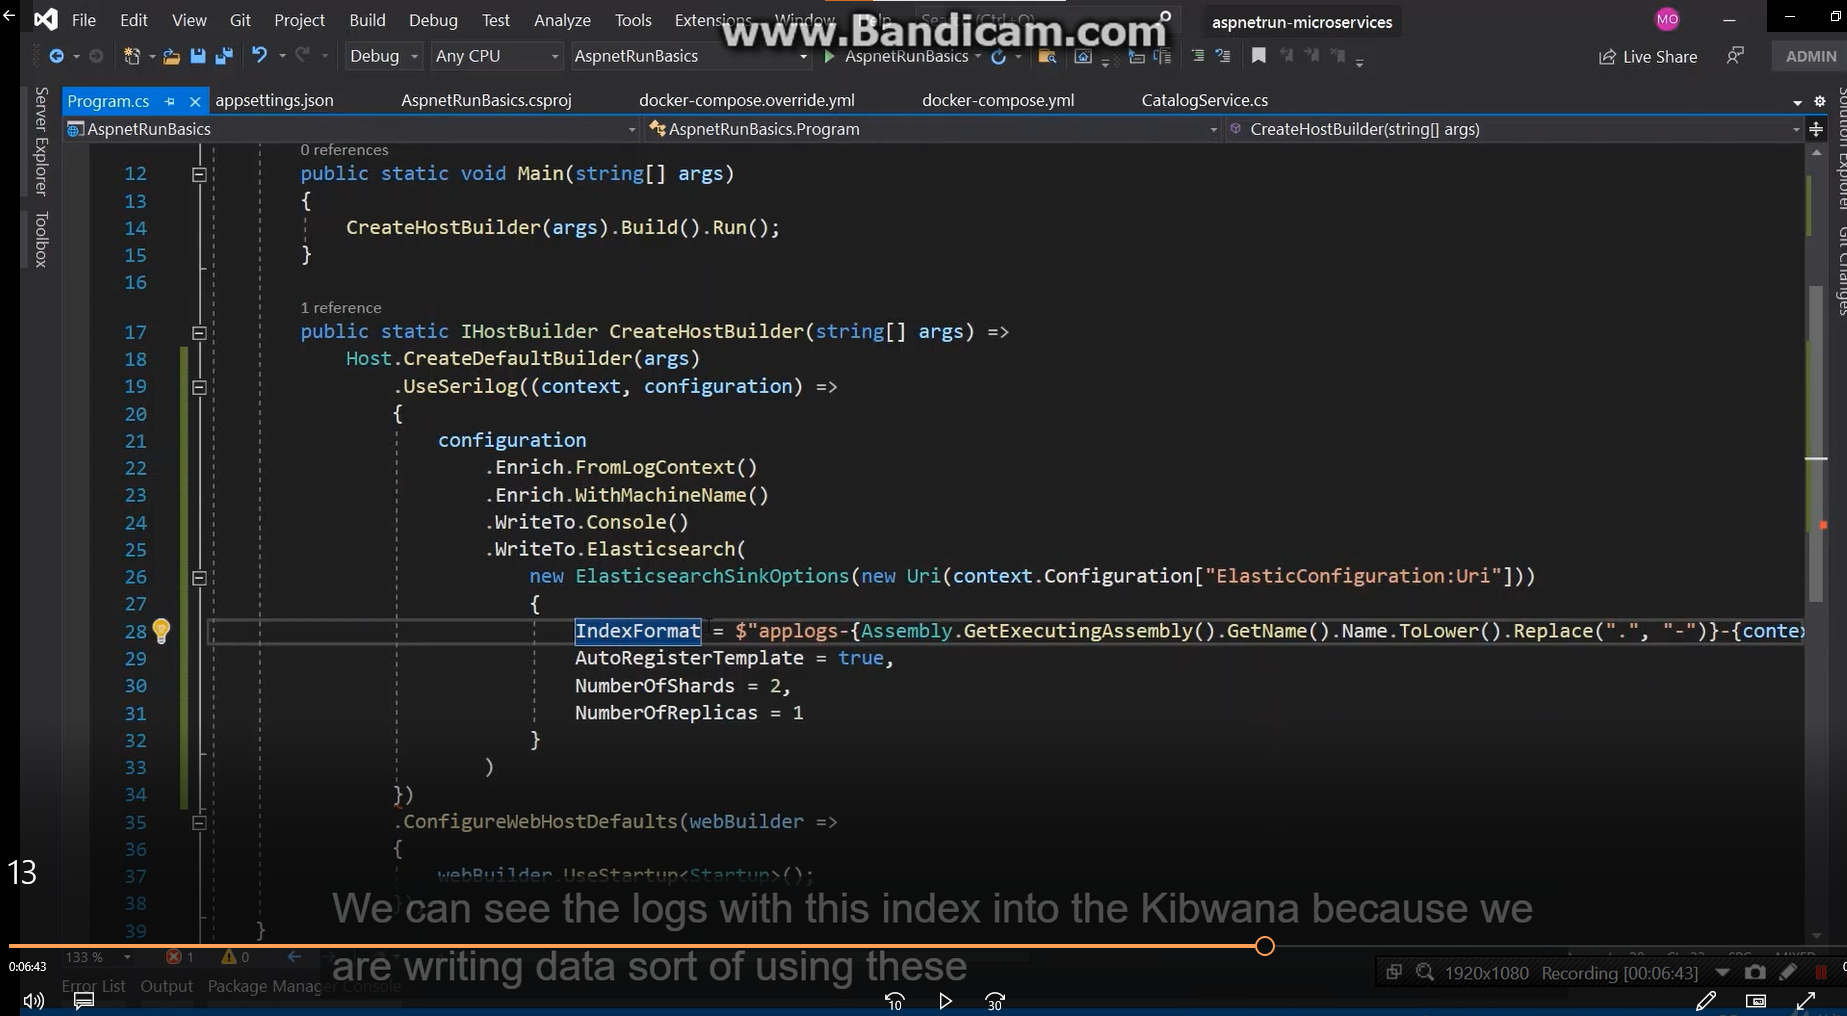 File Edit View Git Project Build Debug Test Analyze Tools Extensions Window Help Search (Ctrl+Q) aspnetrun-microservices MO
www.Bandicam.com
Debug Any CPU AspnetRunBasics AspnetRunBasics Live Share ADMIN
Program.cs appsettings.json AspnetRunBasics.csproj docker-compose.override.yml docker-compose.yml CatalogService.cs
AspnetRunBasics AspnetRunBasics.Program CreateHostBuilder(string[] args)
Server Explorer
Toolbox
Solution Explorer
Git Changes
0 references
12 public static void Main(string[] args)
13 {
14 CreateHostBuilder(args).Build().Run();
15 }
16
1 reference
17 public static IHostBuilder CreateHostBuilder(string[] args) =>
18 Host.CreateDefaultBuilder(args)
19 .UseSerilog((context, configuration) =>
20 {
21 configuration
22 .Enrich.FromLogContext()
23 .Enrich.WithMachineName()
24 .WriteTo.Console()
25 .WriteTo.Elasticsearch(
26 new ElasticsearchSinkOptions(new Uri(context.Configuration["ElasticConfiguration:Uri"]))
27 {
28 IndexFormat = $"applogs-{Assembly.GetExecutingAssembly().GetName().Name.ToLower().Replace(".", "-")}-{contex
29 AutoRegisterTemplate = true,
30 NumberOfShards = 2,
31 NumberOfReplicas = 1
32 }
33 )
34 })
35 .ConfigureWebHostDefaults(webBuilder =>
36 {
37 webBuilder.UseStartup<Startup>();
38 });
39 }
13
We can see the logs with this index into the Kibwana because we
are writing data sort of using these
133 % 1 0
0:06:43
1920x1080 Recording [00:06:43]
Error List Output Package Manager Console
10 30